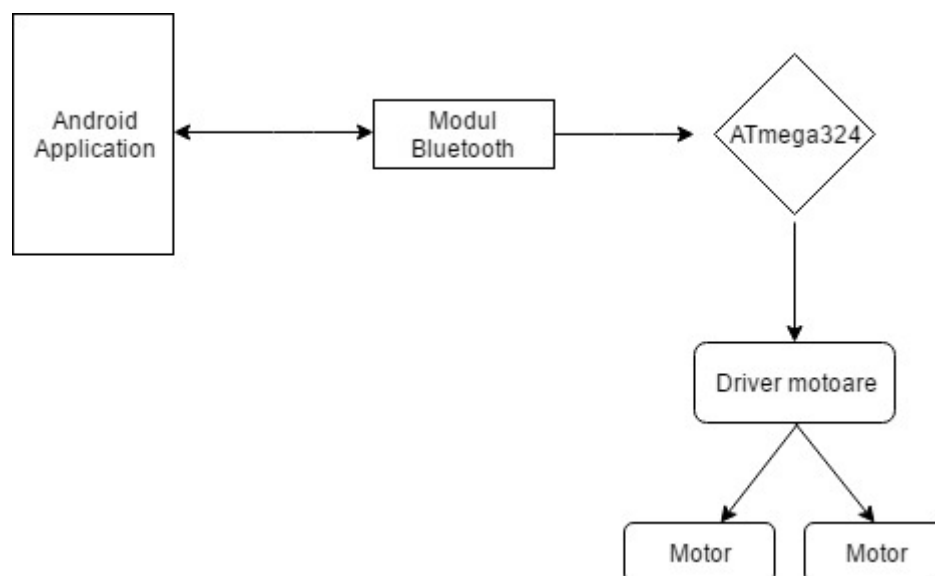 Android
Application
Modul
Bluetooth
ATmega324
Driver motoare
Motor
Motor